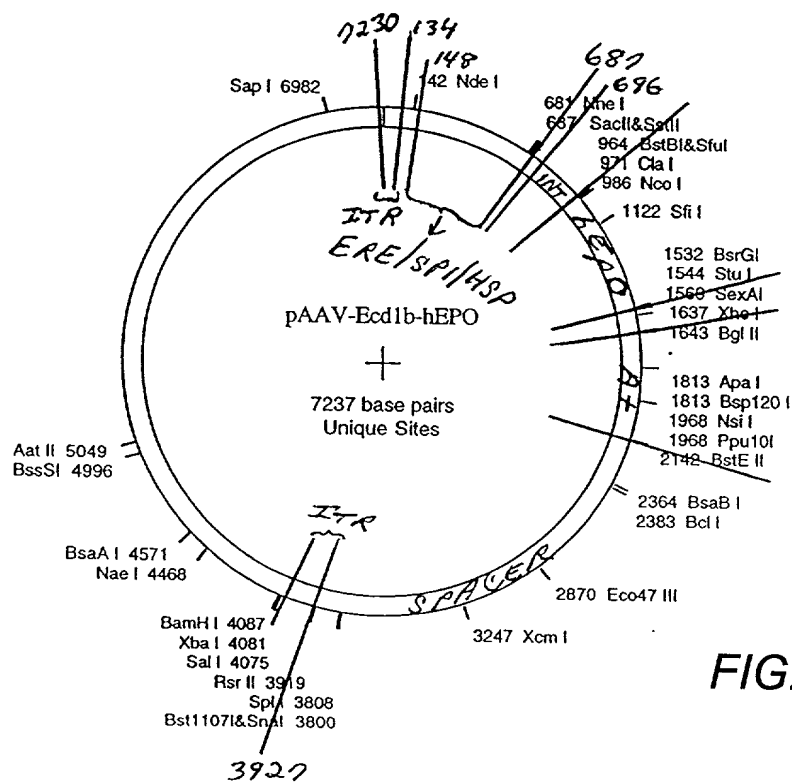 7230
134
148
687
696
Sap I 6982
142 Nde I
681 Nhe I
687 SacII&SstII
964 BstBI&SfuI
971 Cla I
986 Nco I
1122 Sfi I
INT
hEPO
ITR
ERE/SP1/HSP
pAAV-Ecd1b-hEPO
7237 base pairs
Unique Sites
1532 BsrGI
1544 Stu I
1569 SexAI
1637 Xho I
1643 Bgl II
A+
1813 Apa I
1813 Bsp120 I
1968 Nsi I
1968 Ppu10I
2142 BstE II
2364 BsaB I
2383 Bcl I
2870 Eco47 III
3247 Xcm I
SPACER
Aat II 5049
BssSI 4996
BsaA I 4571
Nae I 4468
ITR
BamH I 4087
Xba I 4081
Sal I 4075
Rsr II 3919
Spl I 3808
Bst1107I&SnaI 3800
3927
FIG.